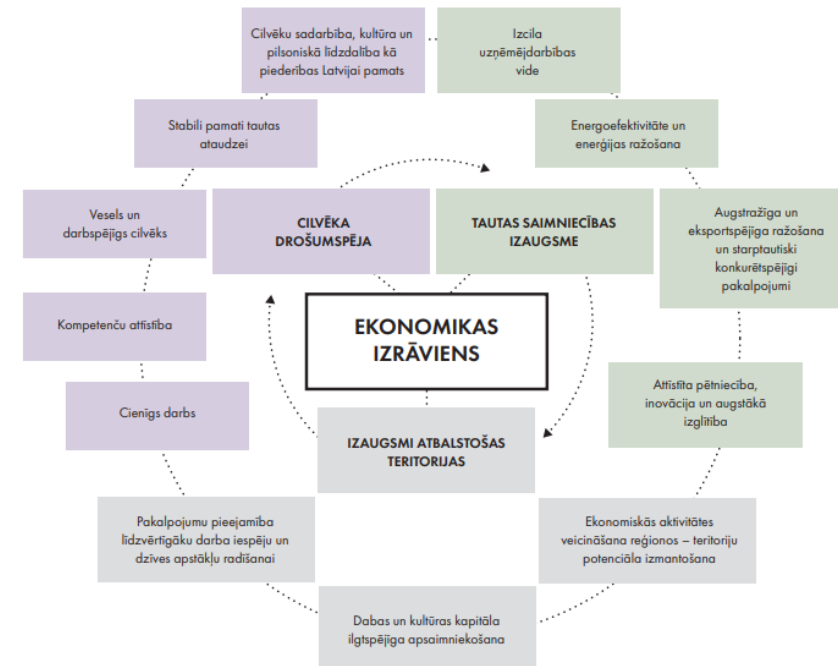 Cilvēku sadarbība, kultūra un
pilsoniskā līdzdalība kā
piederības Latvijai pamats
Izcila
uzņēmējdarbības
vide
Stabili pamati tautas
ataudzei
Energoefektivitāte un
enerģijas ražošana
Vesels un
darbspējīgs cilvēks
CILVĒKA
DROŠUMSPĒJA
TAUTAS SAIMNIECĪBAS
IZAUGSME
Augstražīga un
eksportspējīga ražošana
un starptautiski
konkurētspējīgi
pakalpojumi
Kompetenču attīstība
EKONOMIKAS
IZRĀVIENS
Cienīgs darbs
Attīstīta pētniecība,
inovācija un augstākā
izglītība
IZAUGSMI ATBALSTOŠAS
TERITORIJAS
Pakalpojumu pieejamība
līdzvērtīgāku darba iespēju un
dzīves apstākļu radīšanai
Ekonomiskās aktivitātes
veicināšana reģionos – teritoriju
potenciāla izmantošana
Dabas un kultūras kapitāla
ilgtspējīga apsaimniekošana